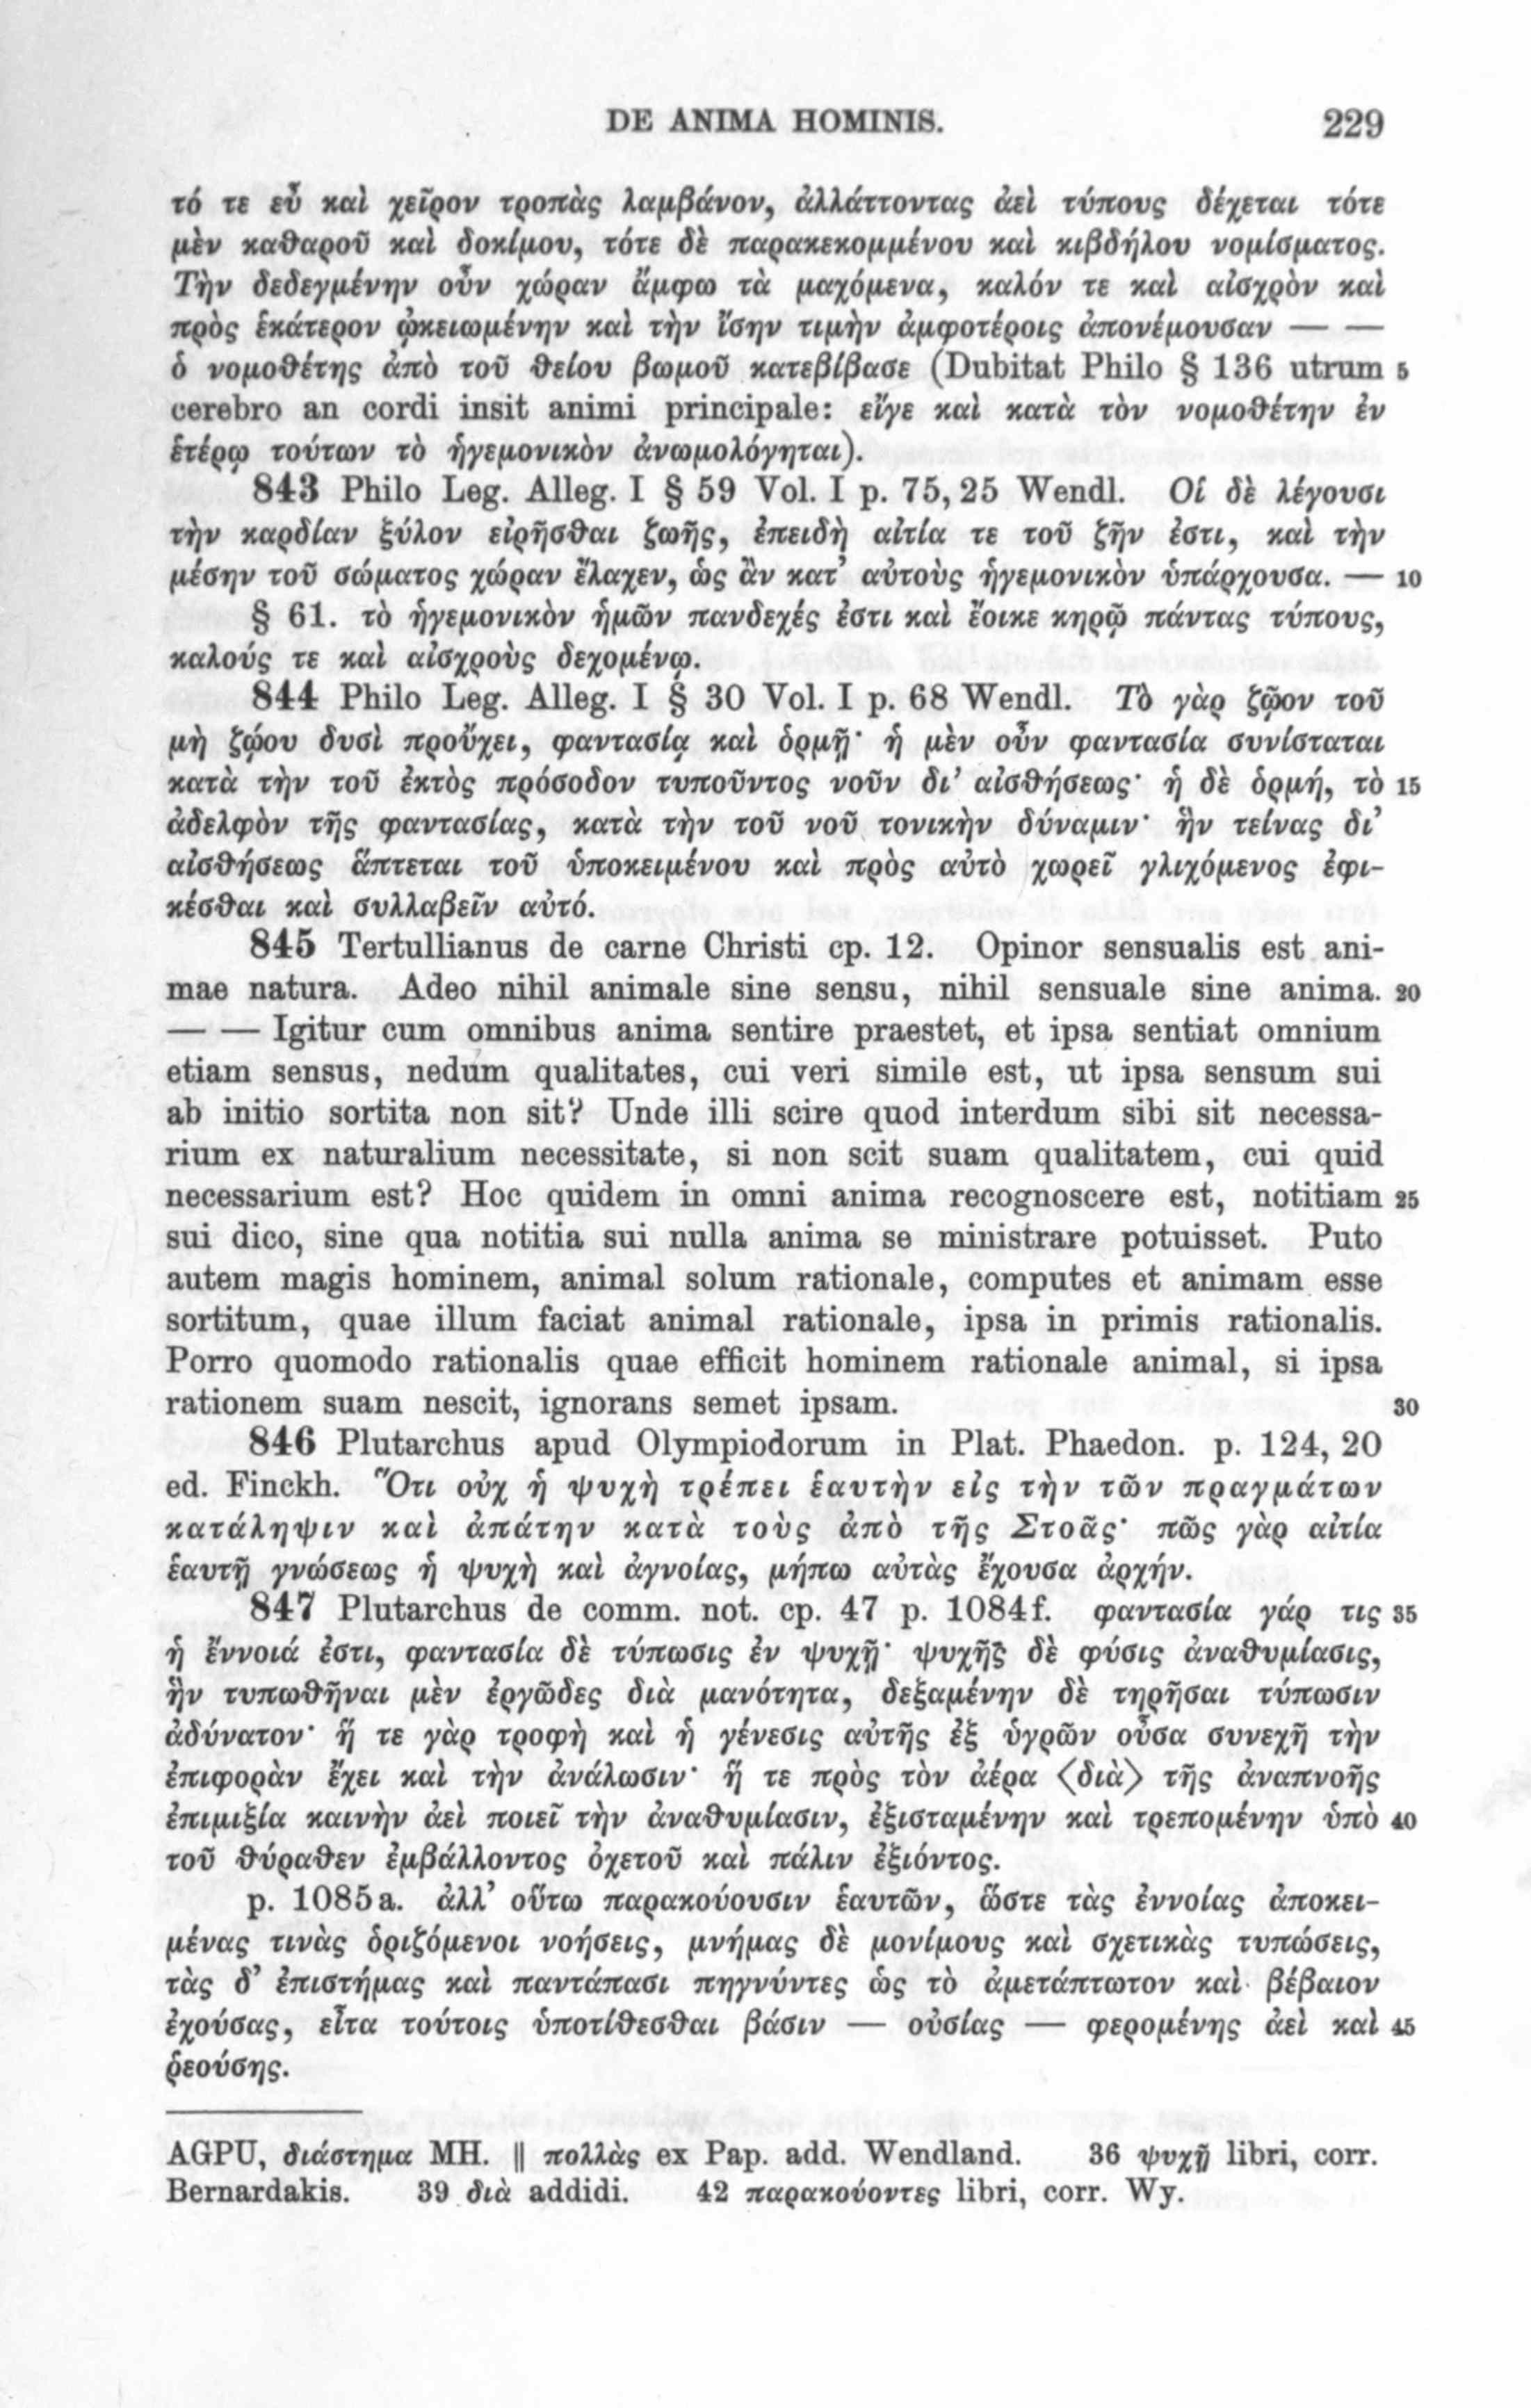 DE ANIMA HOMINIS. 229
τό τε εὖ καὶ χεῖρον τροπὰς λαμβάνον, ἀλλάττοντας ἀεὶ τύπους δέχεται τότε
μὲν καθαροῦ καὶ δοκίμου, τότε δὲ παρακεκομμένου καὶ κιβδήλου νομίσματος.
Τὴν δεδεγμένην οὖν χώραν ἄμφω τὰ μαχόμενα, καλόν τε καὶ αἰσχρὸν καὶ
πρὸς ἑκάτερον ᾠκειωμένην καὶ τὴν ἴσην τιμὴν ἀμφοτέροις ἀπονέμουσαν — —
ὁ νομοθέτης ἀπὸ τοῦ θείου βωμοῦ κατεβίβασε (Dubitat Philo § 136 utrum 5
cerebro an cordi insit animi principale: εἴγε καὶ κατὰ τὸν νομοθέτην ἐν
ἑτέρῳ τούτων τὸ ἡγεμονικὸν ἀνωμολόγηται).
843 Philo Leg. Alleg. I § 59 Vol. I p. 75, 25 Wendl. Οἱ δὲ λέγουσι
τὴν καρδίαν ξύλον εἰρῆσθαι ζωῆς, ἐπειδὴ αἰτία τε τοῦ ζῆν ἐστι, καὶ τὴν
μέσην τοῦ σώματος χώραν ἔλαχεν, ὡς ἂν κατ' αὐτοὺς ἡγεμονικὸν ὑπάρχουσα. — 10
§ 61. τὸ ἡγεμονικὸν ἡμῶν πανδεχές ἐστι καὶ ἔοικε κηρῷ πάντας τύπους,
καλούς τε καὶ αἰσχροὺς δεχομένῳ.
844 Philo Leg. Alleg. I § 30 Vol. I p. 68 Wendl. Τὸ γὰρ ζῷον τοῦ
μὴ ζῴου δυσὶ προὔχει, φαντασίᾳ καὶ ὁρμῇ· ἡ μὲν οὖν φαντασία συνίσταται
κατὰ τὴν τοῦ ἐκτὸς πρόσοδον τυποῦντος νοῦν δι' αἰσθήσεως· ἡ δὲ ὁρμή, τὸ 15
ἀδελφὸν τῆς φαντασίας, κατὰ τὴν τοῦ νοῦ τονικὴν δύναμιν· ἣν τείνας δι'
αἰσθήσεως ἅπτεται τοῦ ὑποκειμένου καὶ πρὸς αὐτὸ χωρεῖ γλιχόμενος ἐφι-
κέσθαι καὶ συλλαβεῖν αὐτό.
845 Tertullianus de carne Christi cp. 12. Opinor sensualis est ani-
mae natura. Adeo nihil animale sine sensu, nihil sensuale sine anima. 20
— — Igitur cum omnibus anima sentire praestet, et ipsa sentiat omnium
etiam sensus, nedum qualitates, cui veri simile est, ut ipsa sensum sui
ab initio sortita non sit? Unde illi scire quod interdum sibi sit necessa-
rium ex naturalium necessitate, si non scit suam qualitatem, cui quid
necessarium est? Hoc quidem in omni anima recognoscere est, notitiam 25
sui dico, sine qua notitia sui nulla anima se ministrare potuisset. Puto
autem magis hominem, animal solum rationale, computes et animam esse
sortitum, quae illum faciat animal rationale, ipsa in primis rationalis.
Porro quomodo rationalis quae efficit hominem rationale animal, si ipsa
rationem suam nescit, ignorans semet ipsam. 30
846 Plutarchus apud Olympiodorum in Plat. Phaedon. p. 124, 20
ed. Finckh. Ὅτι οὐχ ἡ ψυχὴ τρέπει ἑαυτὴν εἰς τὴν τῶν πραγμάτων
κατάληψιν καὶ ἀπάτην κατὰ τοὺς ἀπὸ τῆς Στοᾶς· πῶς γὰρ αἰτία
ἑαυτῇ γνώσεως ἡ ψυχὴ καὶ ἀγνοίας, μήπω αὐτὰς ἔχουσα ἀρχήν.
847 Plutarchus de comm. not. cp. 47 p. 1084f. φαντασία γάρ τις 35
ἡ ἔννοιά ἐστι, φαντασία δὲ τύπωσις ἐν ψυχῇ· ψυχῆς δὲ φύσις ἀναθυμίασις,
ἣν τυπωθῆναι μὲν ἐργῶδες διὰ μανότητα, δεξαμένην δὲ τηρῆσαι τύπωσιν
ἀδύνατον· ἥ τε γὰρ τροφὴ καὶ ἡ γένεσις αὐτῆς ἐξ ὑγρῶν οὖσα συνεχῆ τὴν
ἐπιφορὰν ἔχει καὶ τὴν ἀνάλωσιν· ἥ τε πρὸς τὸν ἀέρα ⟨διὰ⟩ τῆς ἀναπνοῆς
ἐπιμιξία καινὴν ἀεὶ ποιεῖ τὴν ἀναθυμίασιν, ἐξισταμένην καὶ τρεπομένην ὑπὸ 40
τοῦ θύραθεν ἐμβάλλοντος ὀχετοῦ καὶ πάλιν ἐξιόντος.
p. 1085a. ἀλλ' οὕτω παρακούουσιν ἑαυτῶν, ὥστε τὰς ἐννοίας ἀποκει-
μένας τινὰς ὁριζόμενοι νοήσεις, μνήμας δὲ μονίμους καὶ σχετικὰς τυπώσεις,
τὰς δ' ἐπιστήμας καὶ παντάπασι πηγνύντες ὡς τὸ ἀμετάπτωτον καὶ βέβαιον
ἐχούσας, εἶτα τούτοις ὑποτίθεσθαι βάσιν — οὐσίας — φερομένης ἀεὶ καὶ 45
ῥεούσης.
AGPU, διάστημα MH. ‖ πολλὰς ex Pap. add. Wendland. 36 ψυχῇ libri, corr.
Bernardakis. 39 διὰ addidi. 42 παρακούοντες libri, corr. Wy.